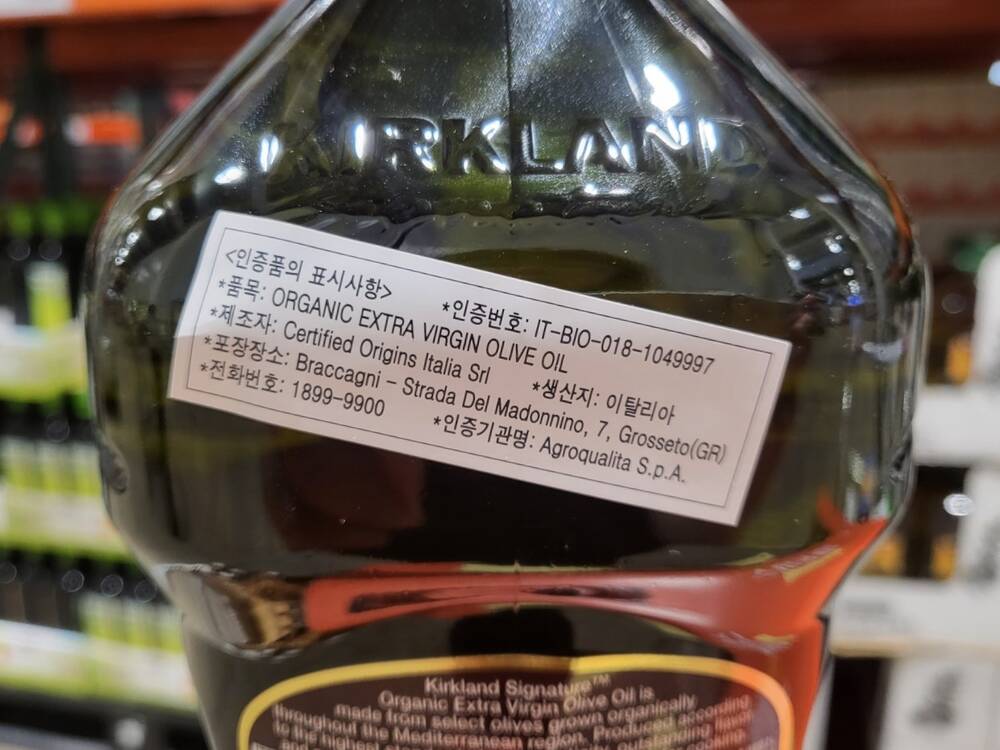 KIRKLAND
<인증품의 표시사항>
*품목: ORGANIC EXTRA VIRGIN OLIVE OIL
*인증번호: IT-BIO-018-1049997
*제조자: Certified Origins Italia Srl
*생산지: 이탈리아
*포장장소: Braccagni - Strada Del Madonnino, 7, Grosseto(GR)
*전화번호: 1899-9900
*인증기관명: Agroqualita S.p.A.
Kirkland Signature™
Organic Extra Virgin Olive Oil is
made from select olives grown organically
throughout the Mediterranean region. Produced according
to the highest